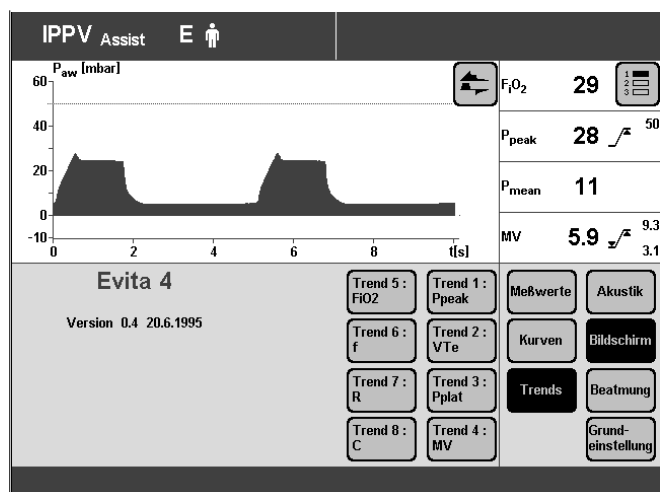 IPPV Assist E
Paw [mbar]
60
40
20
0
-10
0 2 4 6 8 t[s]
FiO2 29
1
2
3
Ppeak 28 50
Pmean 11
MV 5.9 9.3
3.1
Evita 4
Version 0.4 20.6.1995
Trend 5 :
FiO2
Trend 1 :
Ppeak
Trend 6 :
f
Trend 2 :
VTe
Trend 7 :
R
Trend 3 :
Pplat
Trend 8 :
C
Trend 4 :
MV
Meßwerte
Akustik
Kurven
Bildschirm
Trends
Beatmung
Grund-
einstellung